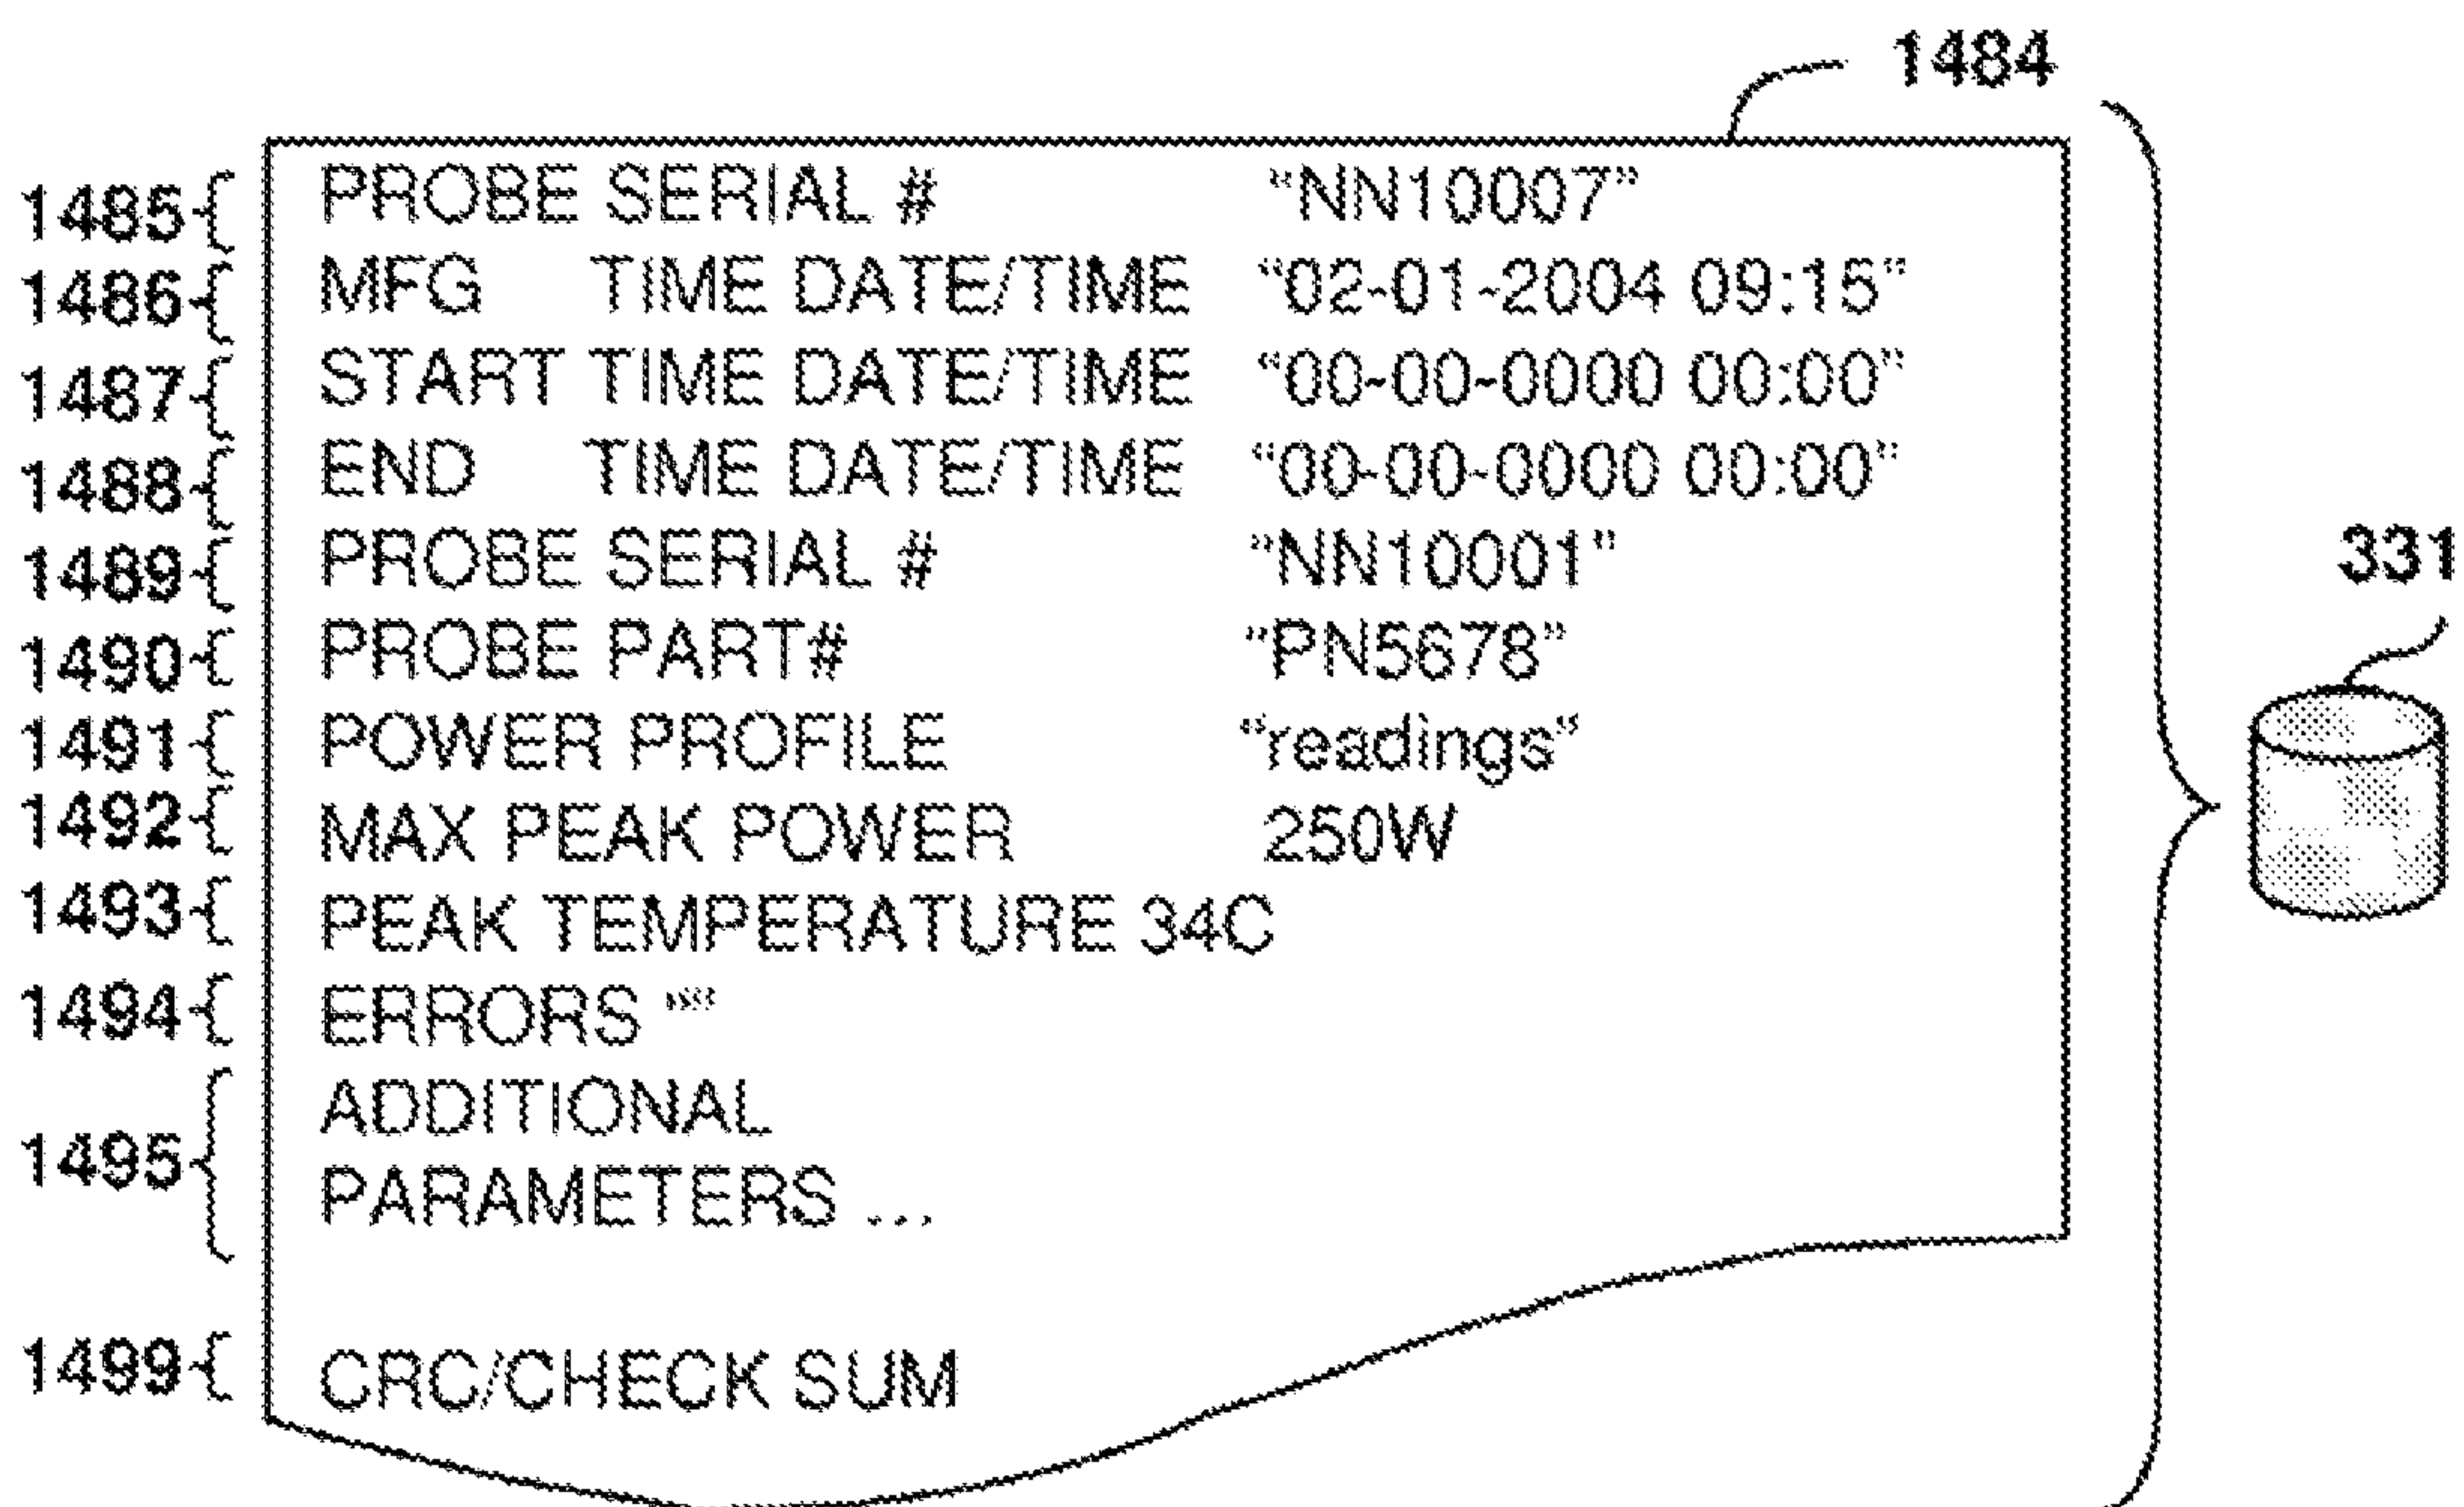 1484
1485 PROBE SERIAL # “NN10007”
1486 MFG TIME DATE/TIME “02-01-2004 09:15”
1487 START TIME DATE/TIME “00-00-0000 00:00”
1488 END TIME DATE/TIME “00-00-0000 00:00”
1489 PROBE SERIAL # “NN10001”
331
1490 PROBE PART# “PN5678”
1491 POWER PROFILE “readings”
1492 MAX PEAK POWER 250W
1493 PEAK TEMPERATURE 34C
1494 ERRORS “”
1495 ADDITIONAL
PARAMETERS ...
1499 CRC/CHECK SUM